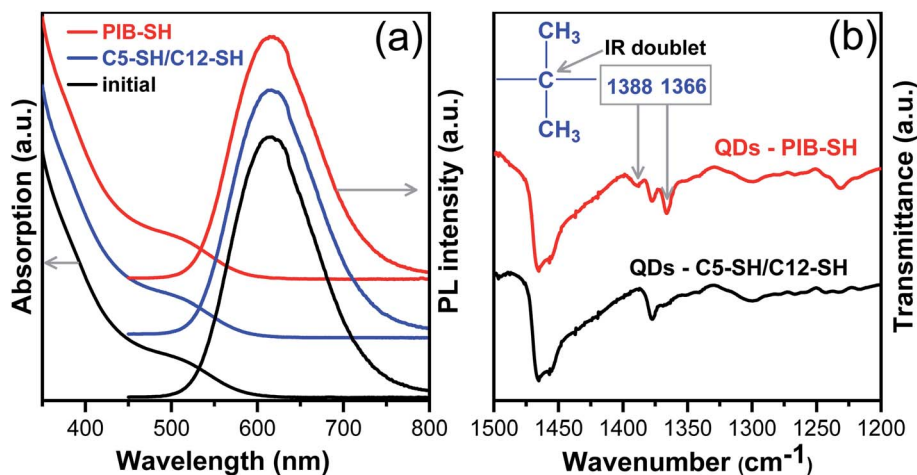 PIB-SH
C5-SH/C12-SH
initial
(a)
Absorption (a.u.)
PL intensity (a.u.)
400 500 600 700 800
Wavelength (nm)
(b)
CH₃
C
CH₃
IR doublet
1388 1366
QDs - PIB-SH
QDs - C5-SH/C12-SH
Transmittance (a.u.)
1500 1450 1400 1350 1300 1250 1200
Wavenumber (cm⁻¹)